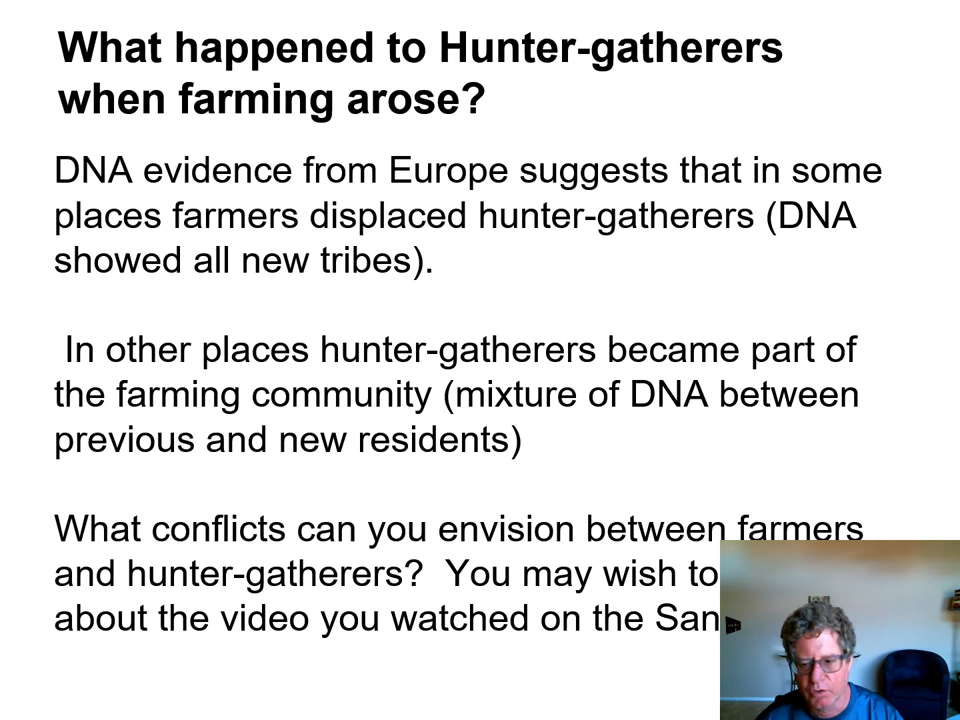 What happened to Hunter-gatherers
when farming arose?
DNA evidence from Europe suggests that in some
places farmers displaced hunter-gatherers (DNA
showed all new tribes).
In other places hunter-gatherers became part of
the farming community (mixture of DNA between
previous and new residents)
What conflicts can you envision between farmers
and hunter-gatherers? You may wish to
about the video you watched on the San